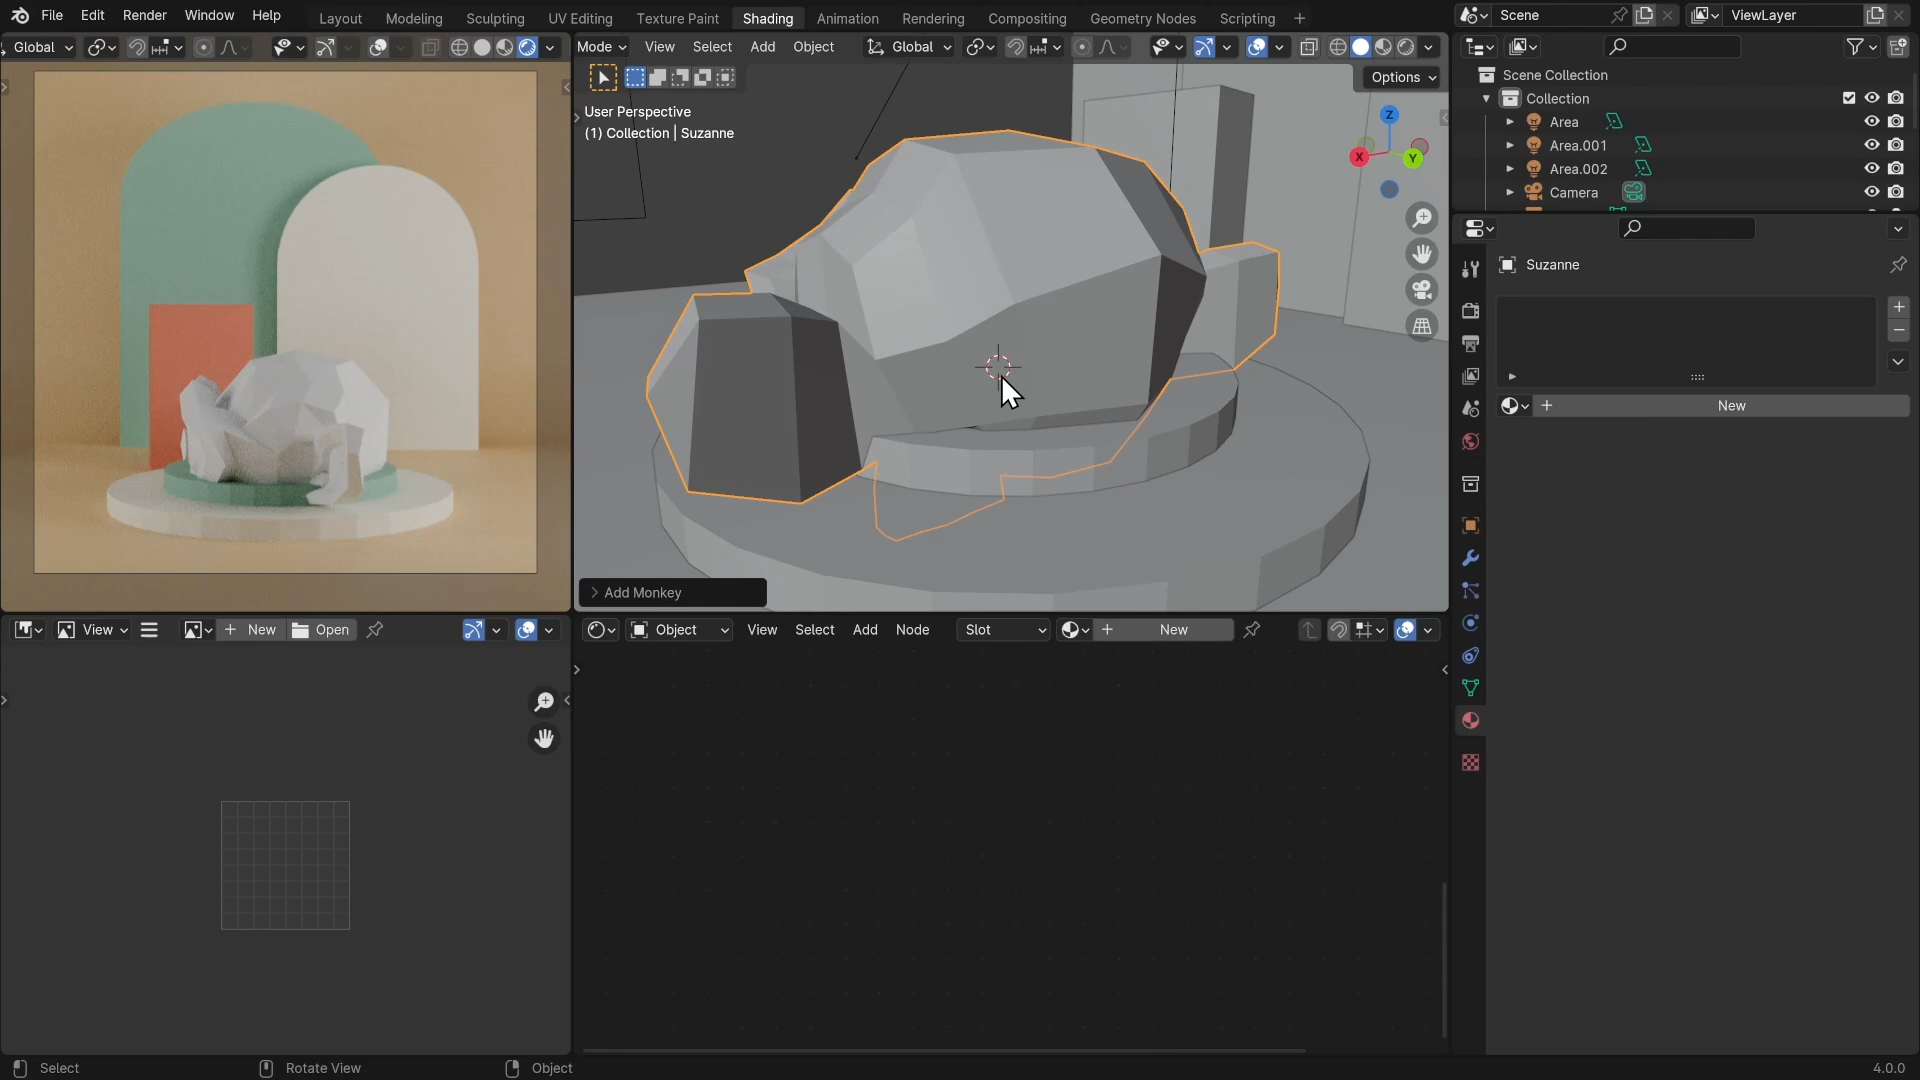 File Edit Render Window Help
Layout Modeling Sculpting UV Editing Texture Paint Shading Animation Rendering Compositing Geometry Nodes Scripting +
Scene
ViewLayer
Global
Mode View Select Add Object
Global
Options
User Perspective
(1) Collection | Suzanne
Z
X
Y
Add Monkey
Scene Collection
Collection
Area
Area.001
Area.002
Camera
Suzanne
New
View
New
Open
Object
View Select Add Node
Slot
New
Select
Rotate View
Object
4.0.0